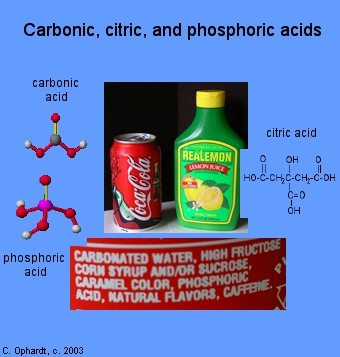 Carbonic, citric, and phosphoric acids
carbonic
acid
Coca-Cola
REALEMON
LEMON JUICE
citric acid
O OH O
HO-C-CH₂-C-CH₂-C-OH
C=O
OH
phosphoric
acid
CARBONATED WATER, HIGH FRUCTOSE
CORN SYRUP AND/OR SUCROSE,
CARAMEL COLOR, PHOSPHORIC
ACID, NATURAL FLAVORS, CAFFEINE.
C. Ophardt, c. 2003